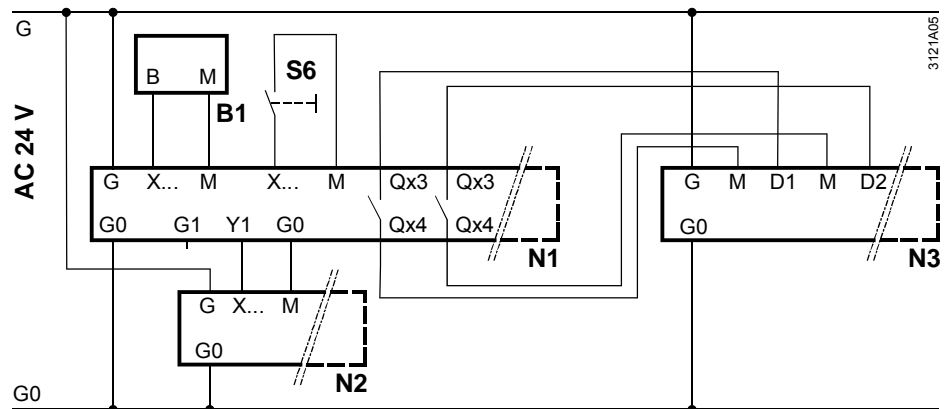 G
3121A05
AC 24 V
B M
B1
S6
G X... M X... M Qx3 Qx3
G0 G1 Y1 G0 Qx4 Qx4
N1
G M D1 M D2
G0
N3
G X... M
G0
N2
G0